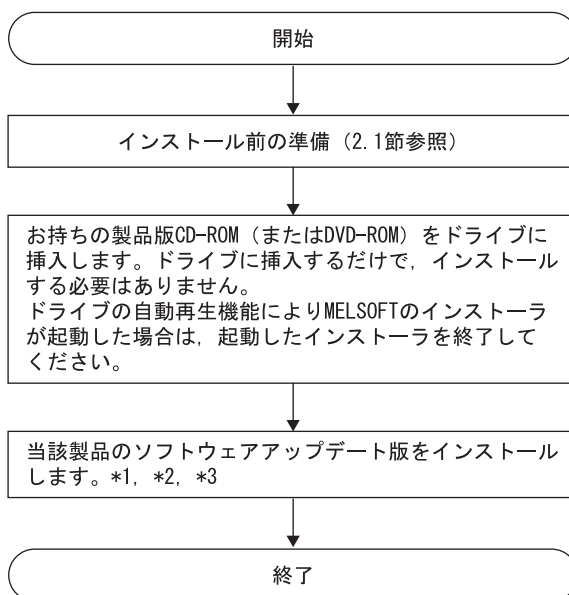 開始
インストール前の準備（2.1節参照）
お持ちの製品版CD-ROM（またはDVD-ROM）をドライブに
挿入します。ドライブに挿入するだけで，インストール
する必要はありません。
ドライブの自動再生機能によりMELSOFTのインストーラ
が起動した場合は，起動したインストーラを終了して
ください。
当該製品のソフトウェアアップデート版をインストール
します。*1，*2，*3
終了